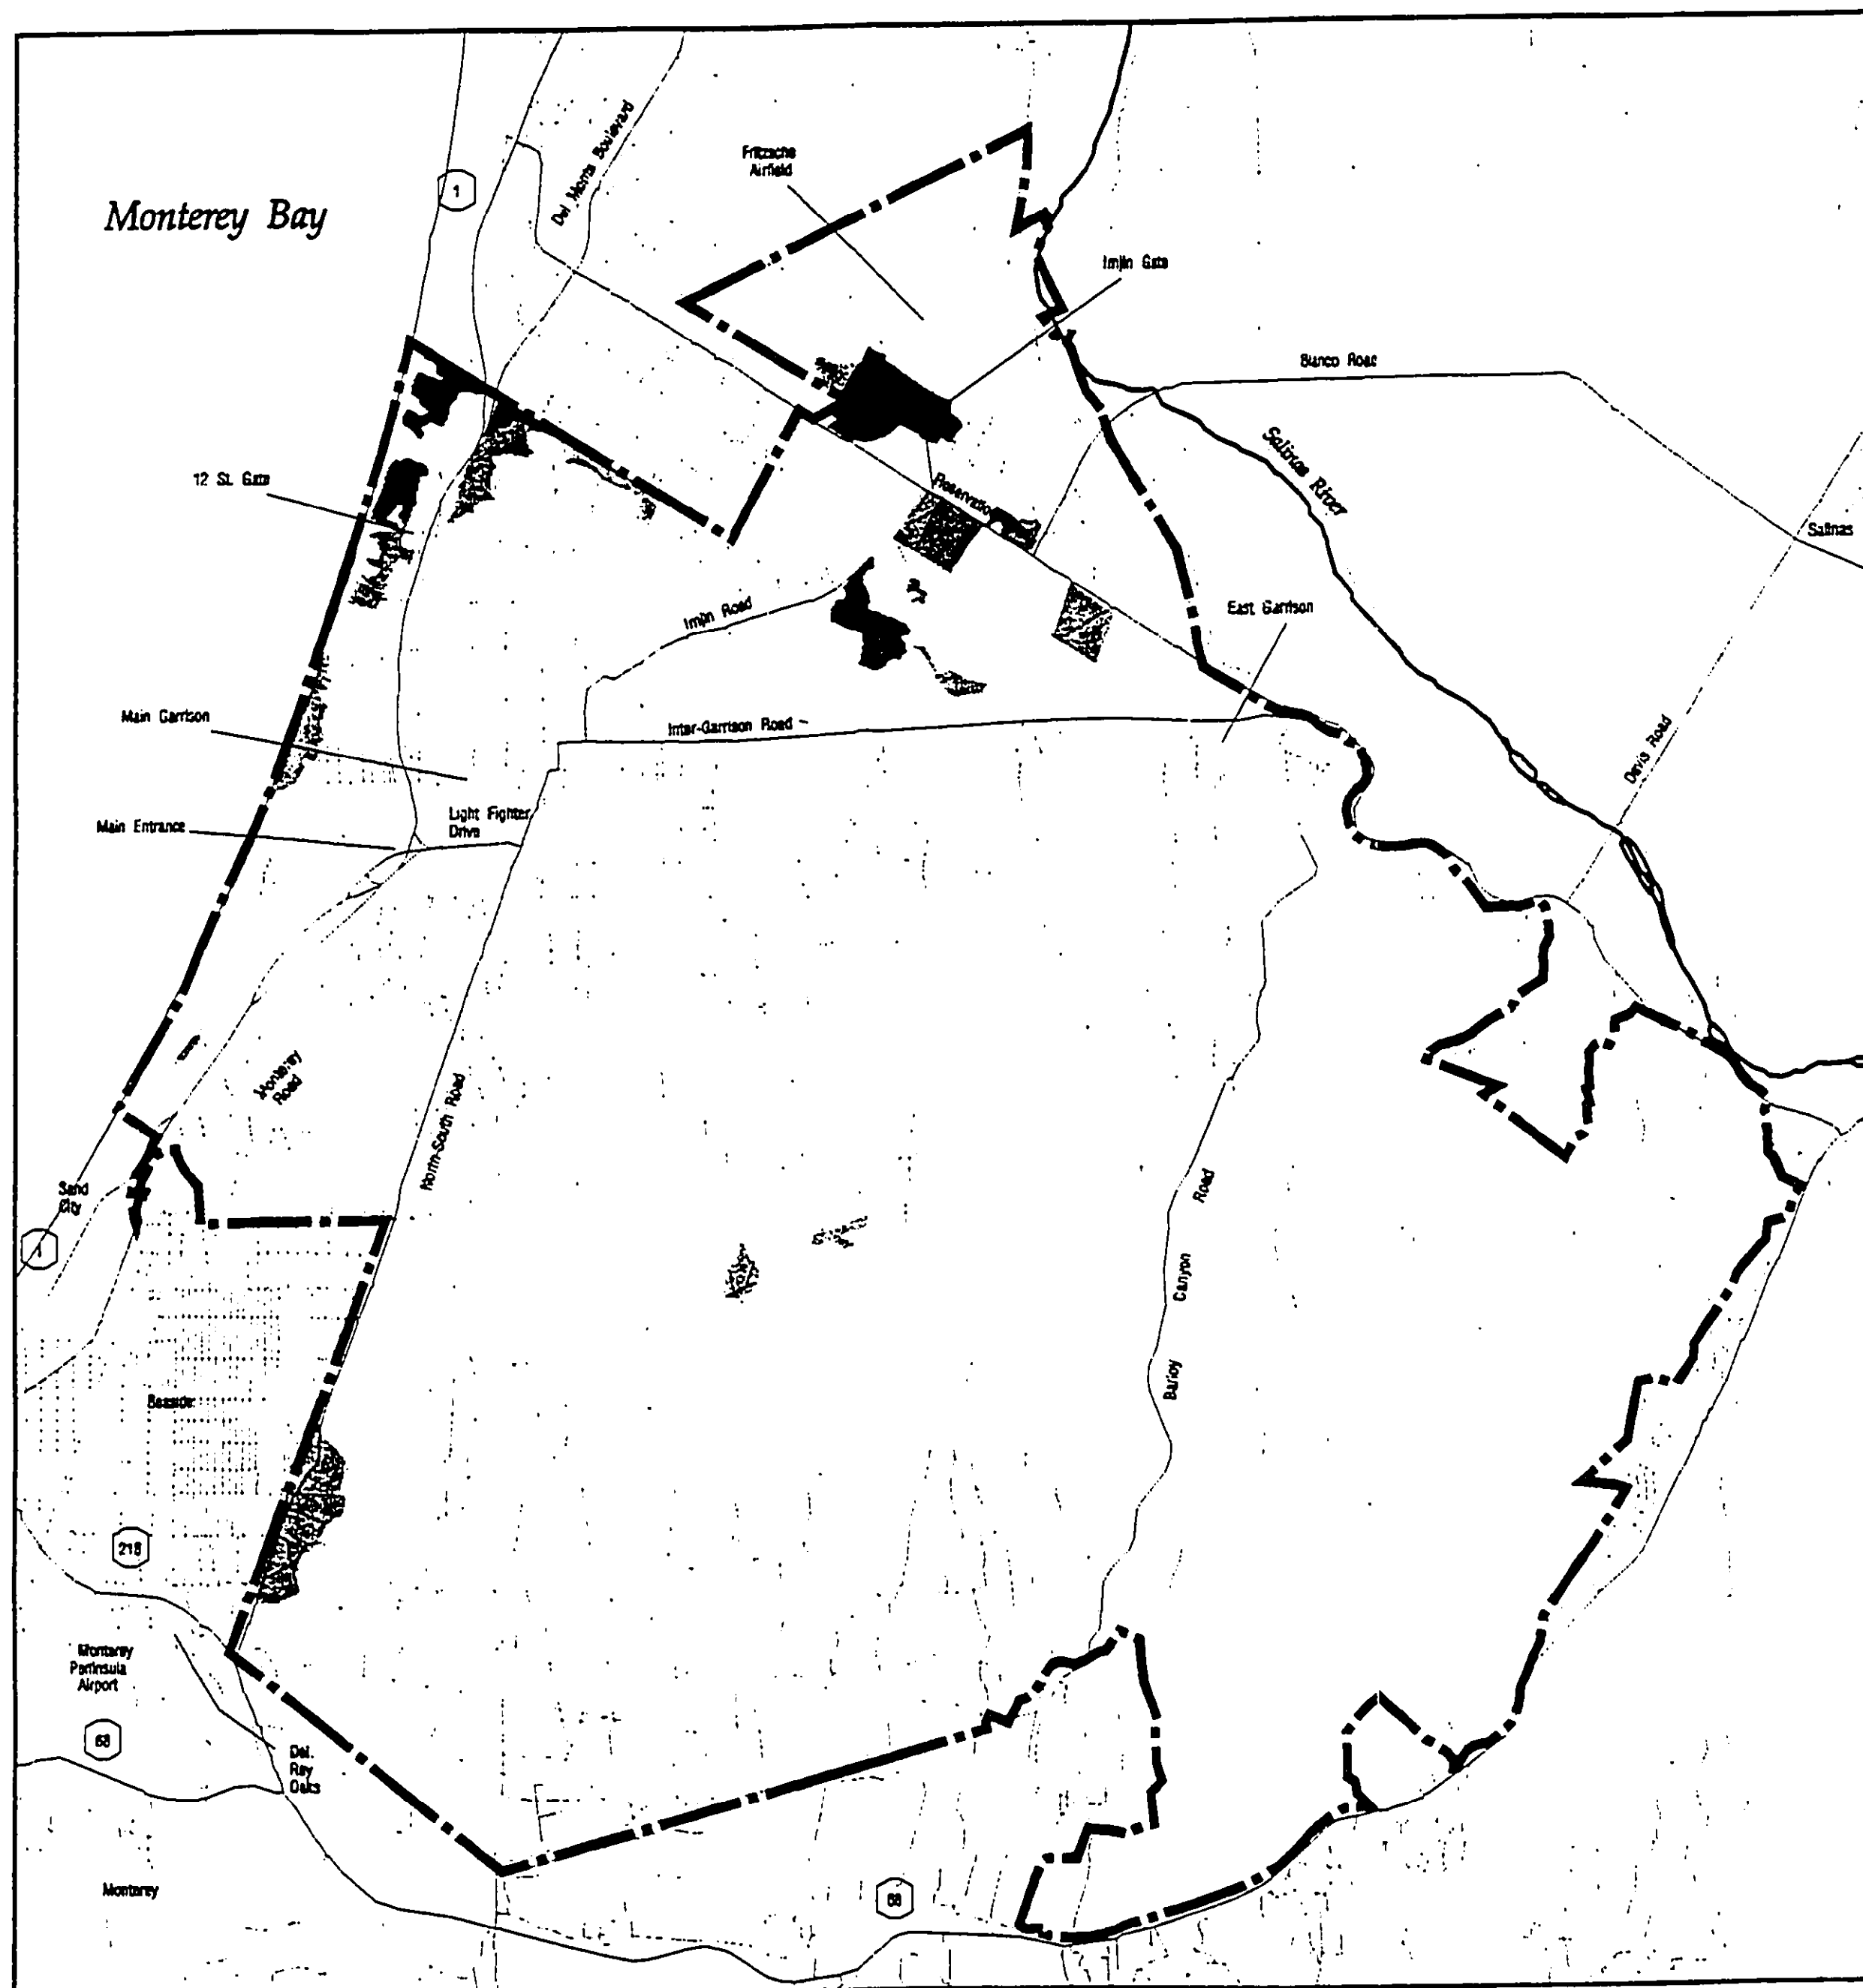 Monterey Bay
1
Del Monte Boulevard
Fritzsche
Airfield
Imjin Gate
Blanco Road
Salinas River
12 St. Gate
Reservation
Salinas
Imjin Road
East Garrison
Main Garrison
Inter-Garrison Road
Davis Road
Light Fighter
Drive
Main Entrance
Monterey
Road
North-South Road
Sand
City
1
Road
Canyon
Barloy
Seaside
218
Monterey
Peninsula
Airport
68
Del.
Ray
Oaks
Monterey
68